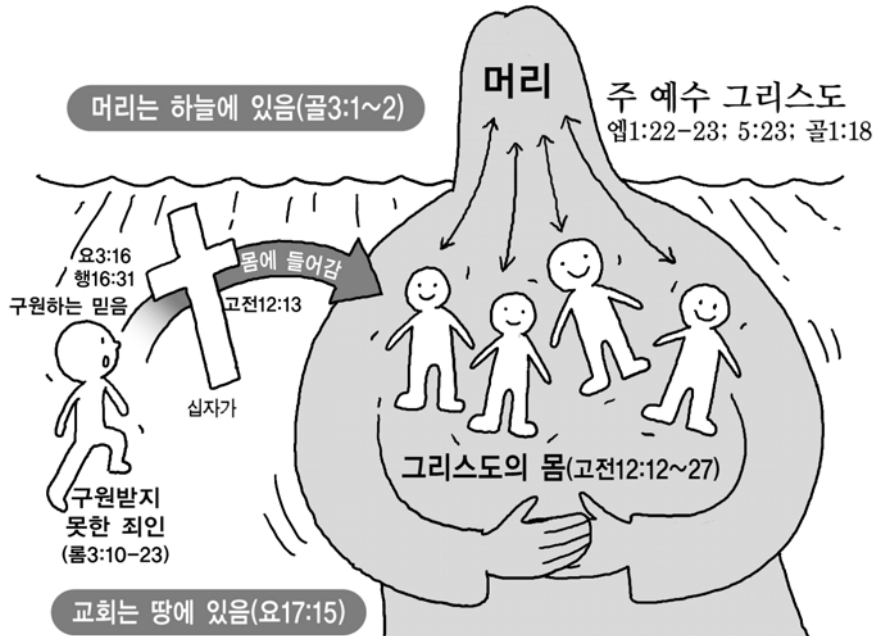 머리
머리는 하늘에 있음(골3:1~2)
주 예수 그리스도
엡1:22-23; 5:23; 골1:18
요3:16
행16:31
구원하는 믿음
몸에 들어감
고전12:13
십자가
구원받지
못한 죄인
(롬3:10-23)
그리스도의 몸(고전12:12~27)
교회는 땅에 있음(요17:15)